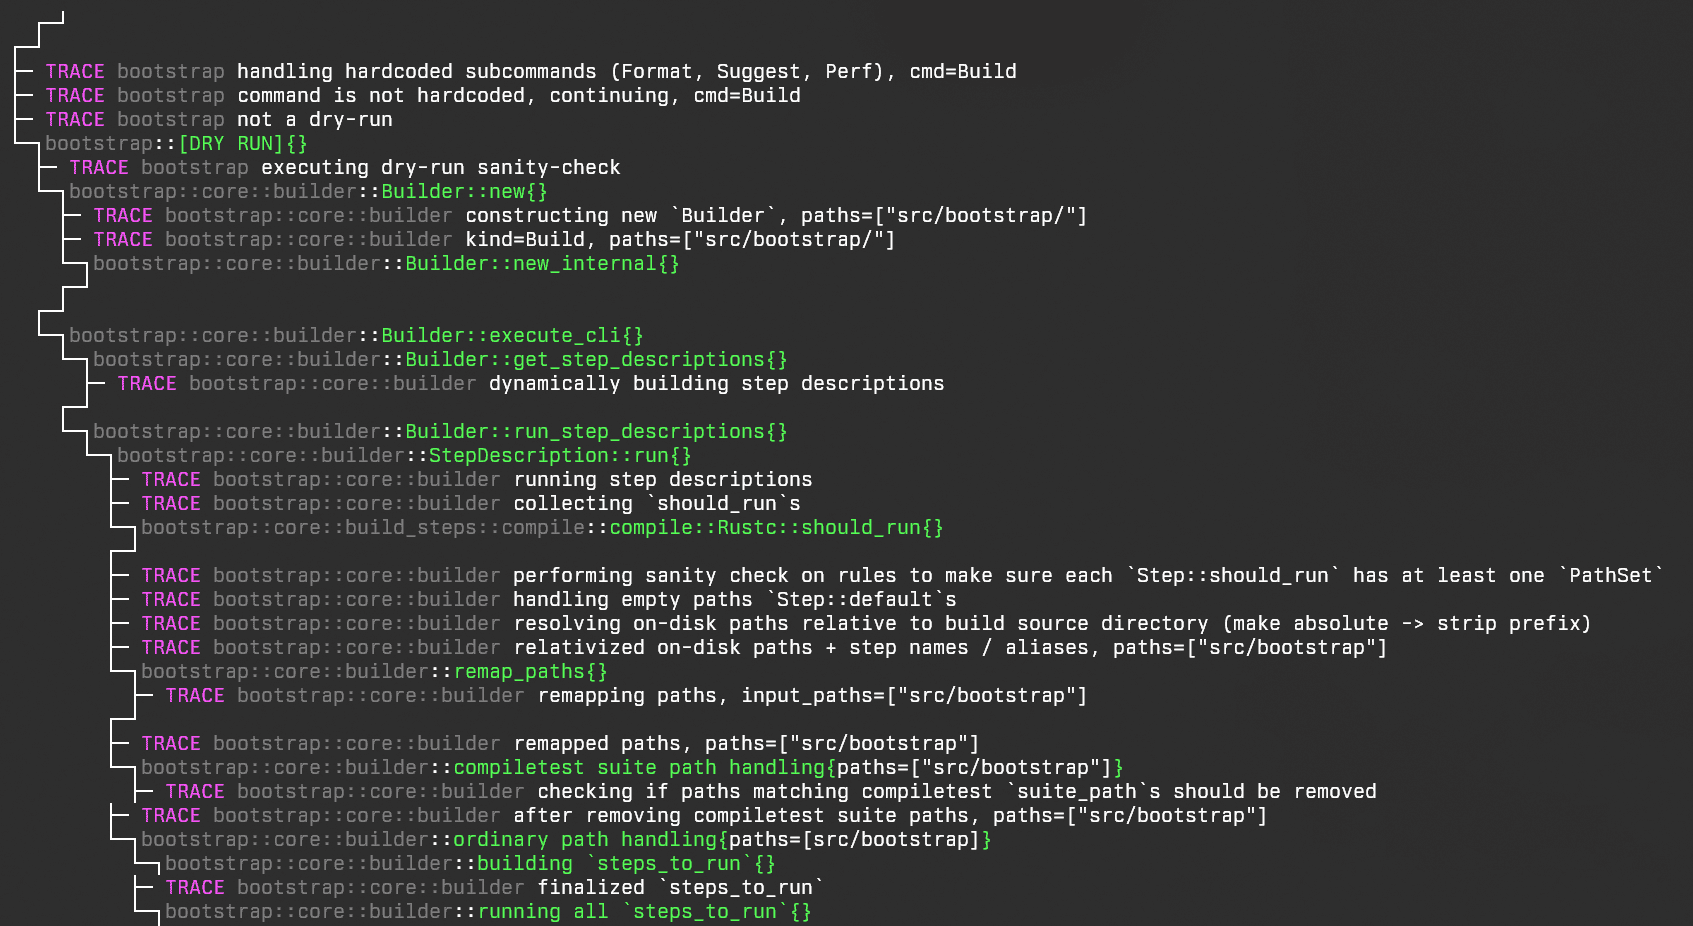 TRACE bootstrap handling hardcoded subcommands (Format, Suggest, Perf), cmd=Build
TRACE bootstrap command is not hardcoded, continuing, cmd=Build
TRACE bootstrap not a dry-run
bootstrap::[DRY RUN]{}
TRACE bootstrap executing dry-run sanity-check
bootstrap::core::builder::Builder::new{}
TRACE bootstrap::core::builder constructing new `Builder`, paths=["src/bootstrap/"]
TRACE bootstrap::core::builder kind=Build, paths=["src/bootstrap/"]
bootstrap::core::builder::Builder::new_internal{}
bootstrap::core::builder::Builder::execute_cli{}
bootstrap::core::builder::Builder::get_step_descriptions{}
TRACE bootstrap::core::builder dynamically building step descriptions
bootstrap::core::builder::Builder::run_step_descriptions{}
bootstrap::core::builder::StepDescription::run{}
TRACE bootstrap::core::builder running step descriptions
TRACE bootstrap::core::builder collecting `should_run`s
bootstrap::core::build_steps::compile::compile::Rustc::should_run{}
TRACE bootstrap::core::builder performing sanity check on rules to make sure each `Step::should_run` has at least one `PathSet`
TRACE bootstrap::core::builder handling empty paths `Step::default`s
TRACE bootstrap::core::builder resolving on-disk paths relative to build source directory (make absolute -> strip prefix)
TRACE bootstrap::core::builder relativized on-disk paths + step names / aliases, paths=["src/bootstrap"]
bootstrap::core::builder::remap_paths{}
TRACE bootstrap::core::builder remapping paths, input_paths=["src/bootstrap"]
TRACE bootstrap::core::builder remapped paths, paths=["src/bootstrap"]
bootstrap::core::builder::compiletest suite path handling{paths=["src/bootstrap"]}
TRACE bootstrap::core::builder checking if paths matching compiletest `suite_path`s should be removed
TRACE bootstrap::core::builder after removing compiletest suite paths, paths=["src/bootstrap"]
bootstrap::core::builder::ordinary path handling{paths=[src/bootstrap]}
bootstrap::core::builder::building `steps_to_run`{}
TRACE bootstrap::core::builder finalized `steps_to_run`
bootstrap::core::builder::running all `steps_to_run`{}